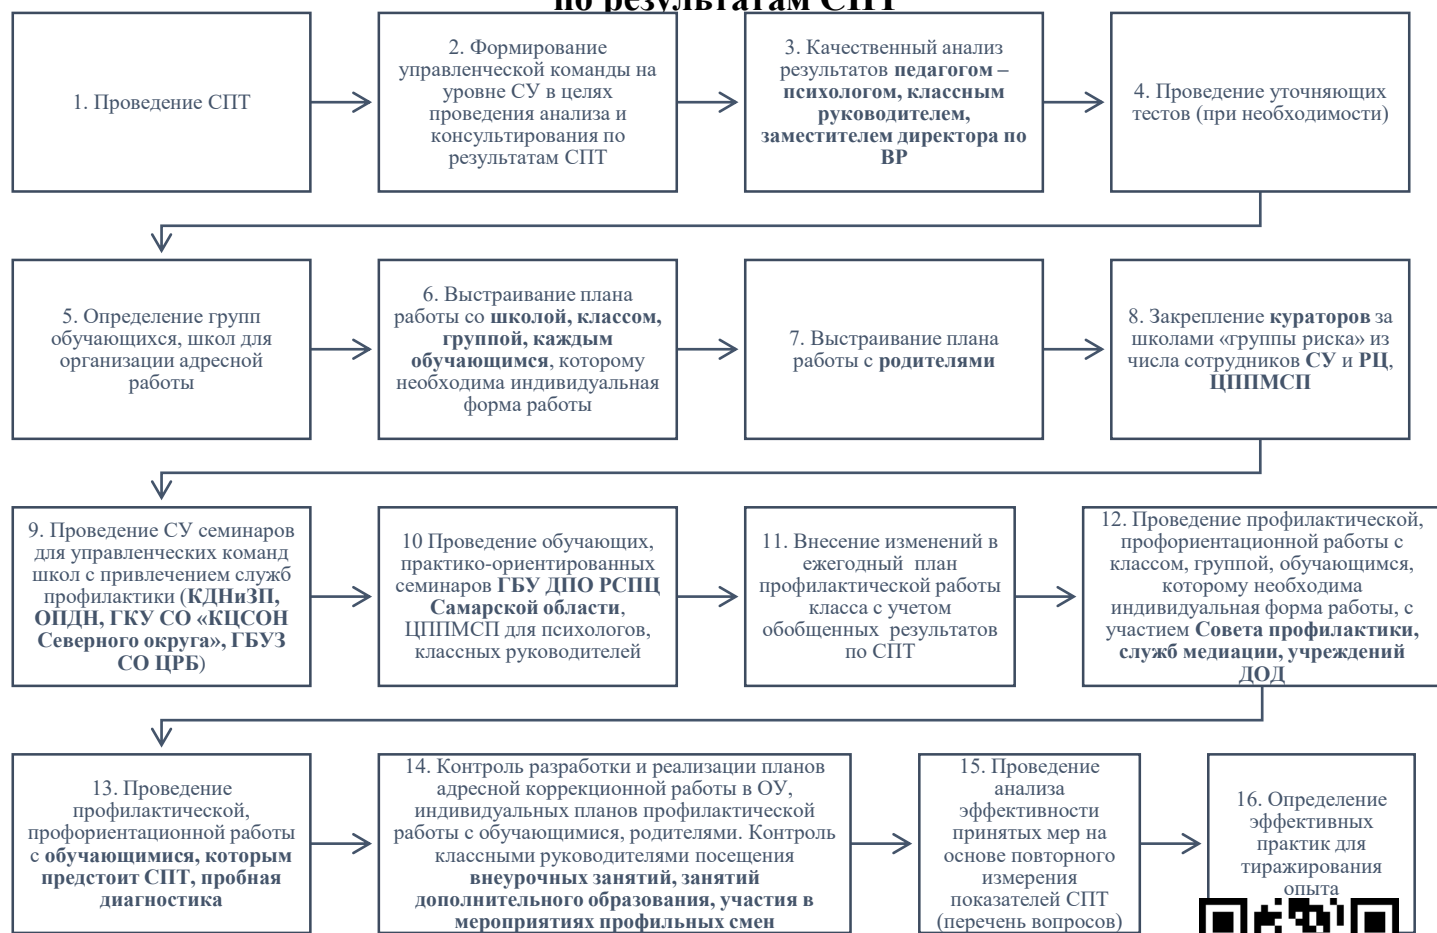 по результатам СПТ
1. Проведение СПТ
2. Формирование
управленческой команды на
уровне СУ в целях
проведения анализа и
консультирования по
результатам СПТ
3. Качественный анализ
результатов педагогом –
психологом, классным
руководителем,
заместителем директора по
ВР
4. Проведение уточняющих
тестов (при необходимости)
5. Определение групп
обучающихся, школ для
организации адресной
работы
6. Выстраивание плана
работы со школой, классом,
группой, каждым
обучающимся, которому
необходима индивидуальная
форма работы
7. Выстраивание плана
работы с родителями
8. Закрепление кураторов за
школами «группы риска» из
числа сотрудников СУ и РЦ,
ЦППМСП
9. Проведение СУ семинаров
для управленческих команд
школ с привлечением служб
профилактики (КДНиЗП,
ОПДН, ГКУ СО «КЦСОН
Северного округа», ГБУЗ
СО ЦРБ)
10 Проведение обучающих,
практико-ориентированных
семинаров ГБУ ДПО РСПЦ
Самарской области,
ЦППМСП для психологов,
классных руководителей
11. Внесение изменений в
ежегодный план
профилактической работы
класса с учетом
обобщенных результатов
по СПТ
12. Проведение профилактической,
профориентационной работы с
классом, группой, обучающимся,
которому необходима
индивидуальная форма работы, с
участием Совета профилактики,
служб медиации, учреждений
ДОД
13. Проведение
профилактической,
профориентационной работы
с обучающимися, которым
предстоит СПТ, пробная
диагностика
14. Контроль разработки и реализации планов
адресной коррекционной работы в ОУ,
индивидуальных планов профилактической
работы с обучающимися, родителями. Контроль
классными руководителями посещения
внеурочных занятий, занятий
дополнительного образования, участия в
мероприятиях профильных смен
15. Проведение
анализа
эффективности
принятых мер на
основе повторного
измерения
показателей СПТ
(перечень вопросов)
16. Определение
эффективных
практик для
тиражирования
опыта